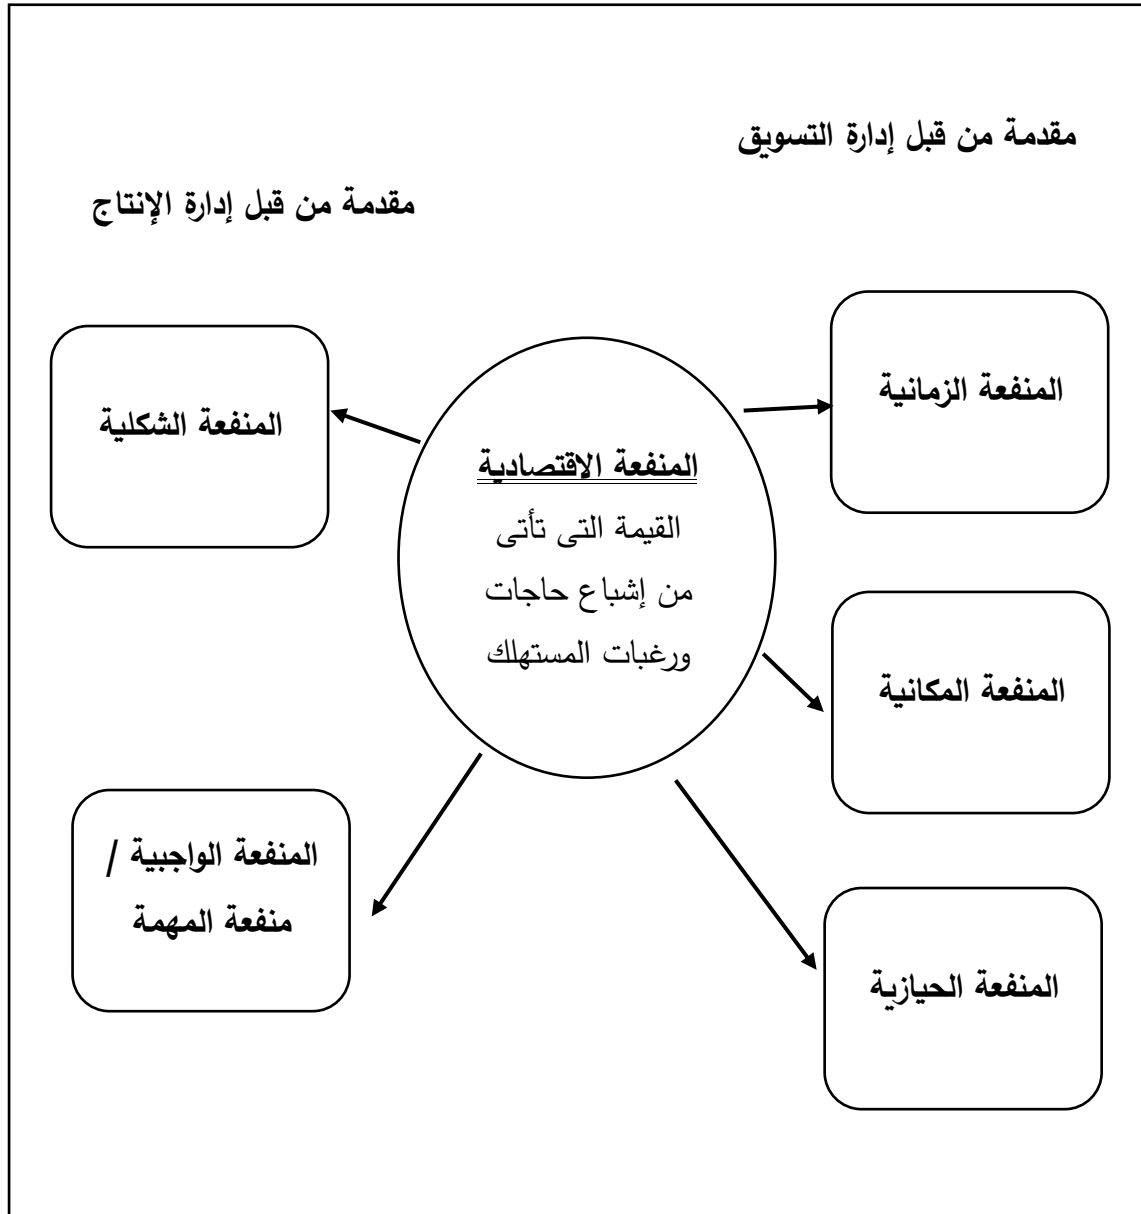 مقدمة من قبل إدارة التسويق
مقدمة من قبل إدارة الإنتاج
المنفعة الزمانية
المنفعة الشكلية
المنفعة الاقتصادية
القيمة التى تأتى
من إشباع حاجات
ورغبات المستهلك
المنفعة المكانية
المنفعة الواجبية /
منفعة المهمة
المنفعة الحيازية